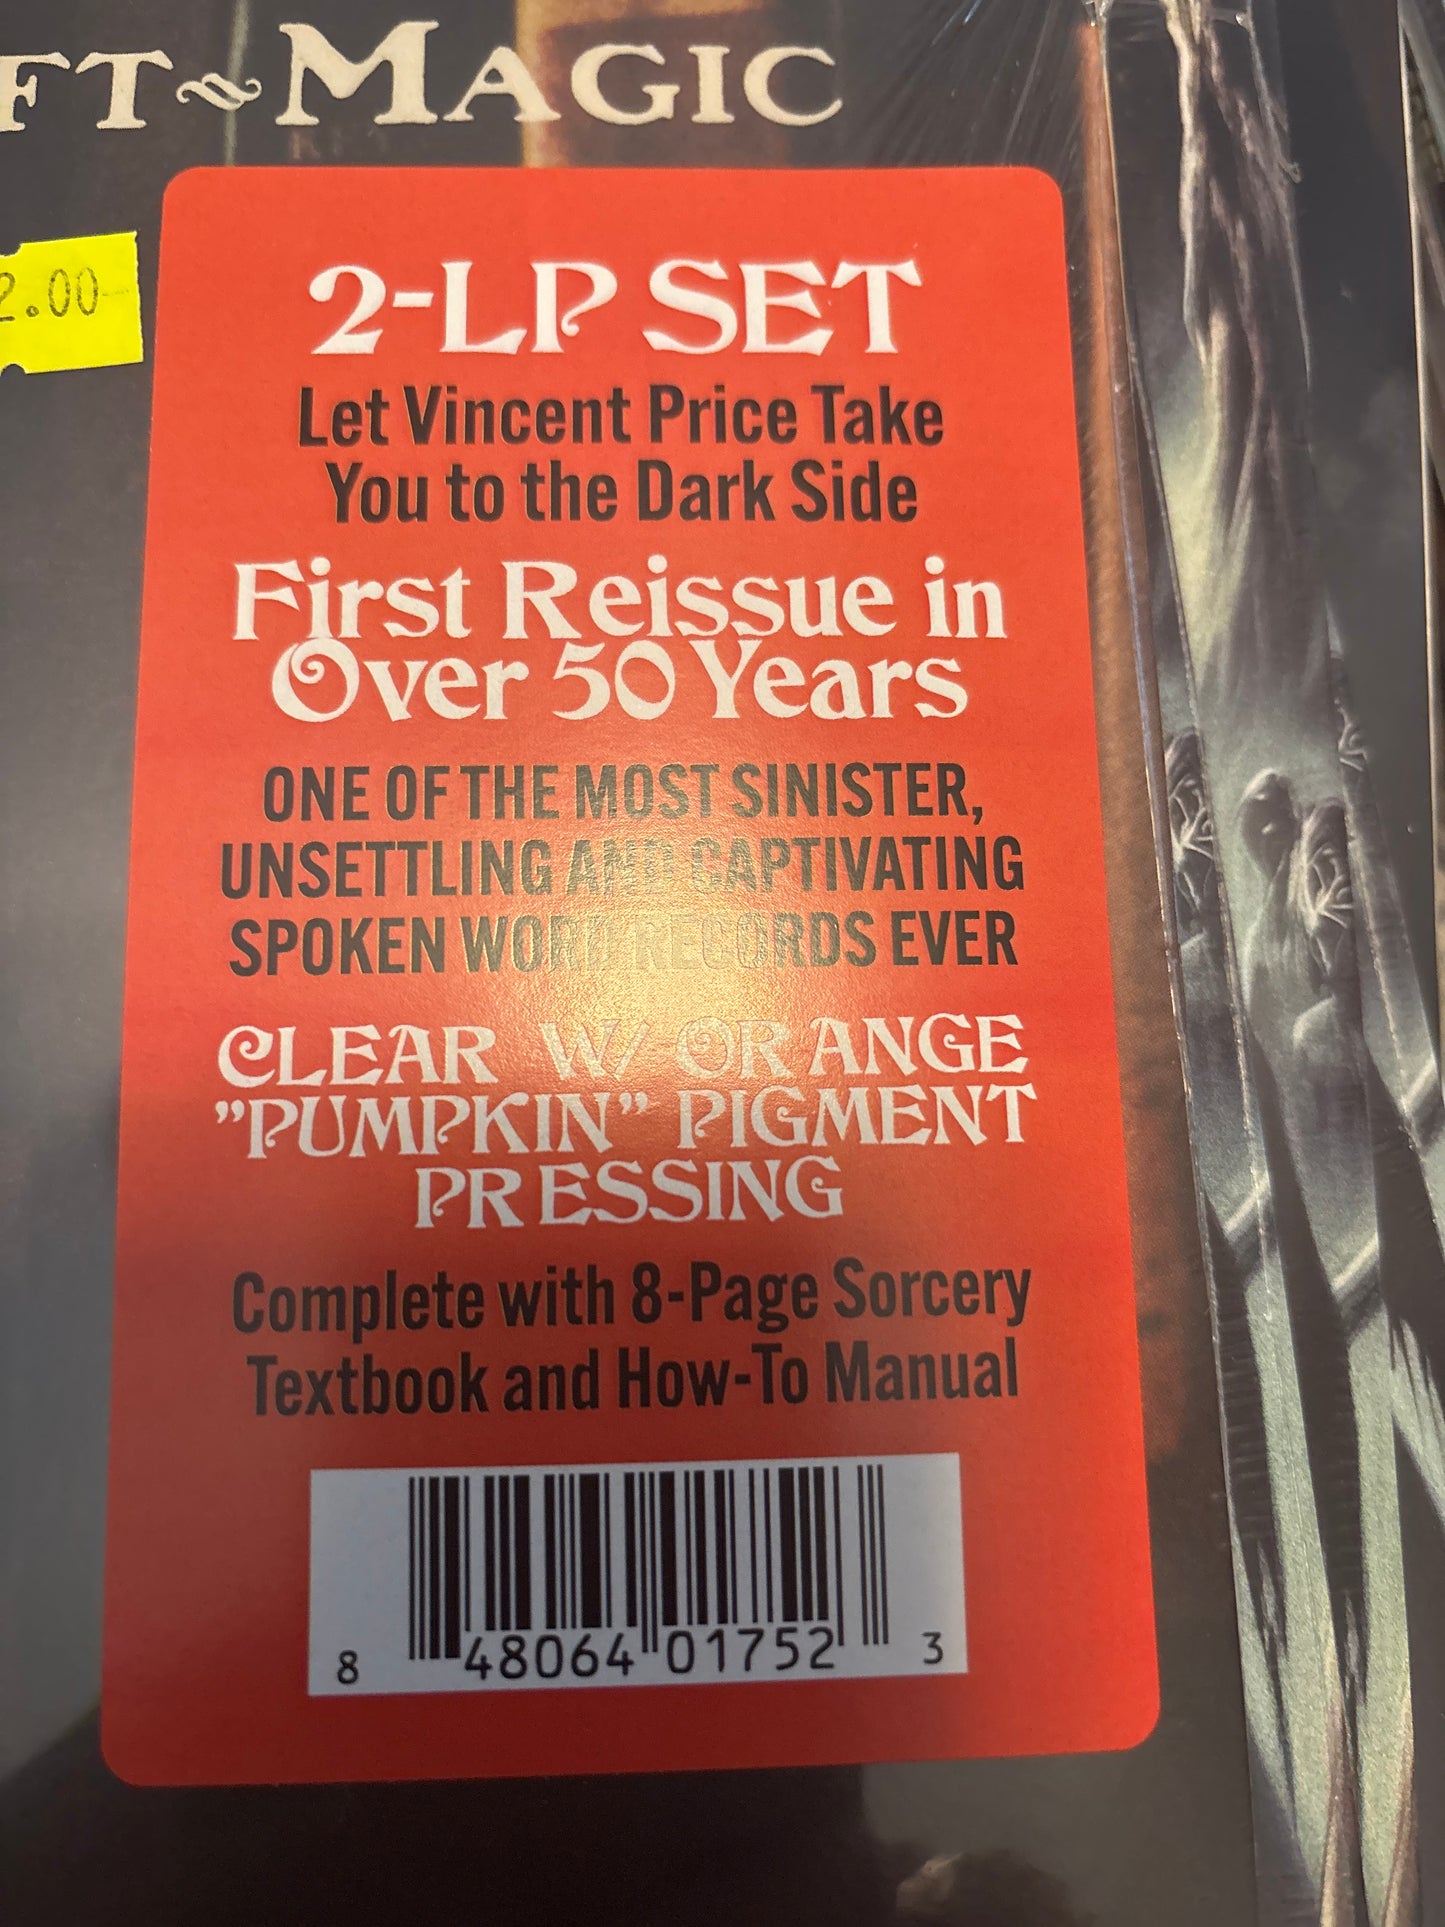 FT~MAGIC
2.00
2-LP SET
Let Vincent Price Take
You to the Dark Side
First Reissue in
Over 50 Years
ONE OF THE MOST SINISTER,
UNSETTLING AND CAPTIVATING
SPOKEN WORD RECORDS EVER
CLEAR W/ ORANGE
"PUMPKIN" PIGMENT
PRESSING
Complete with 8-Page Sorcery
Textbook and How-To Manual
8 48064 01752 3